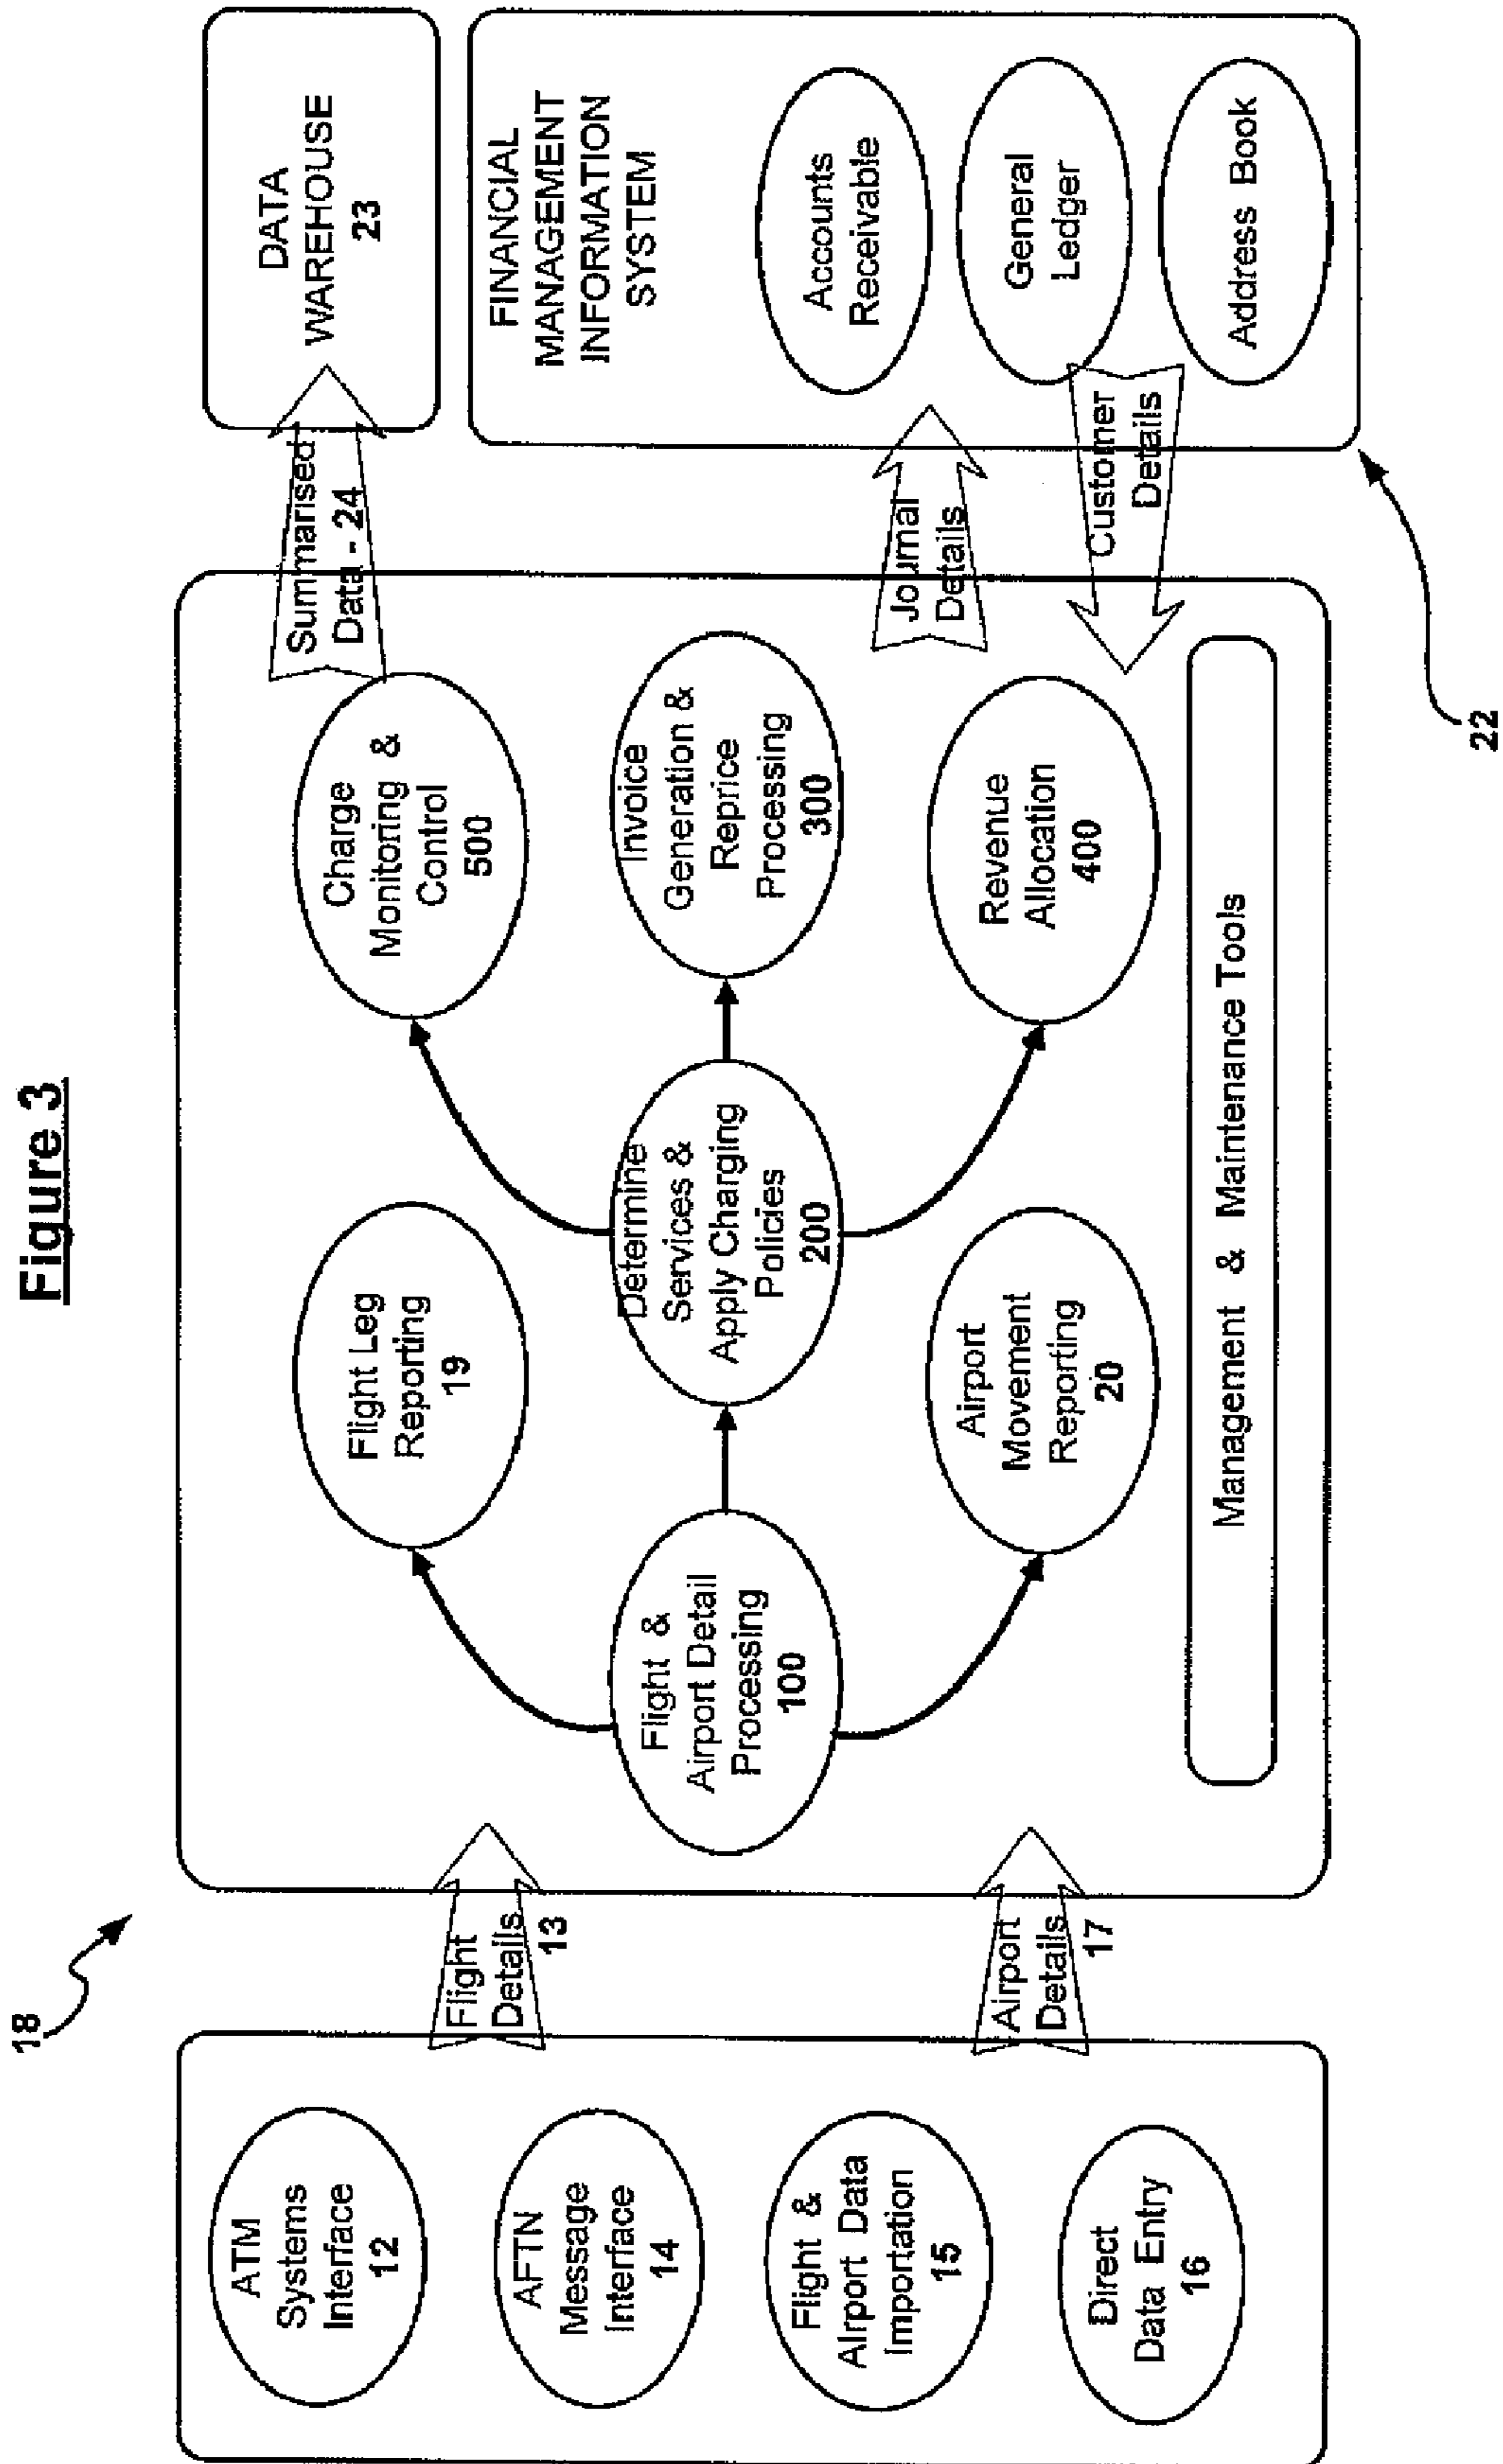 Figure 3
18
ATM
Systems
Interface
12
AFTN
Message
Interface
14
Flight &
AIrport Data
Importation
15
Direct
Data Entry
16
Flight
Details
13
Airport
Details
17
Flight &
Airport Detail
Processing
100
Flight Leg
Reporting
19
Airport
Movement
Reporting
20
Determine
Services &
Apply Charging
Policies
200
Charge
Monitoring &
Control
500
Invoice
Generation &
Reprice
Processing
300
Revenue
Allocation
400
Management & Maintenance Tools
Summarised
Data - 24
Journal
Details
Customer
Details
DATA
WAREHOUSE
23
FINANCIAL
MANAGEMENT
INFORMATION
SYSTEM
Accounts
Receivable
General
Ledger
Address Book
22